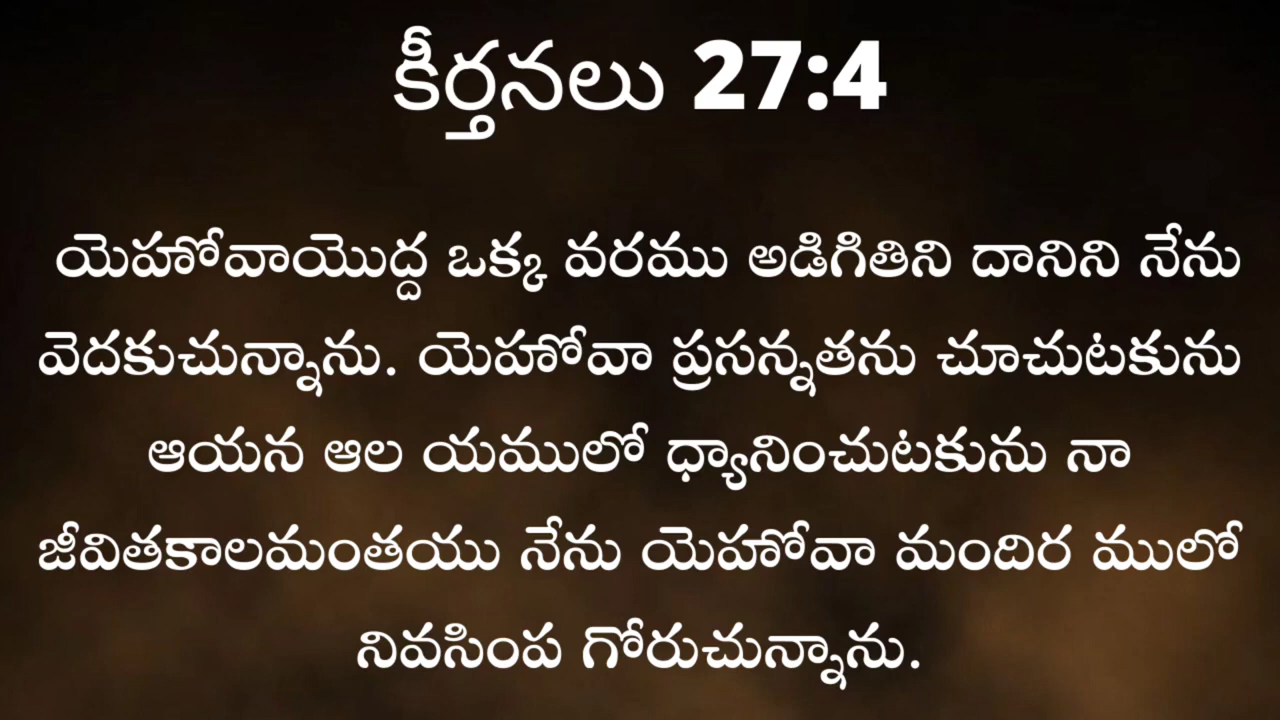 కీర్తనలు 27:4
యెహోవాయొద్ద ఒక్క వరము అడిగితిని దానిని నేను
వెదకుచున్నాను. యెహోవా ప్రసన్నతను చూచుటకును
ఆయన ఆల యములో ధ్యానించుటకును నా
జీవితకాలమంతయు నేను యెహోవా మందిర ములో
నివసింప గోరుచున్నాను.